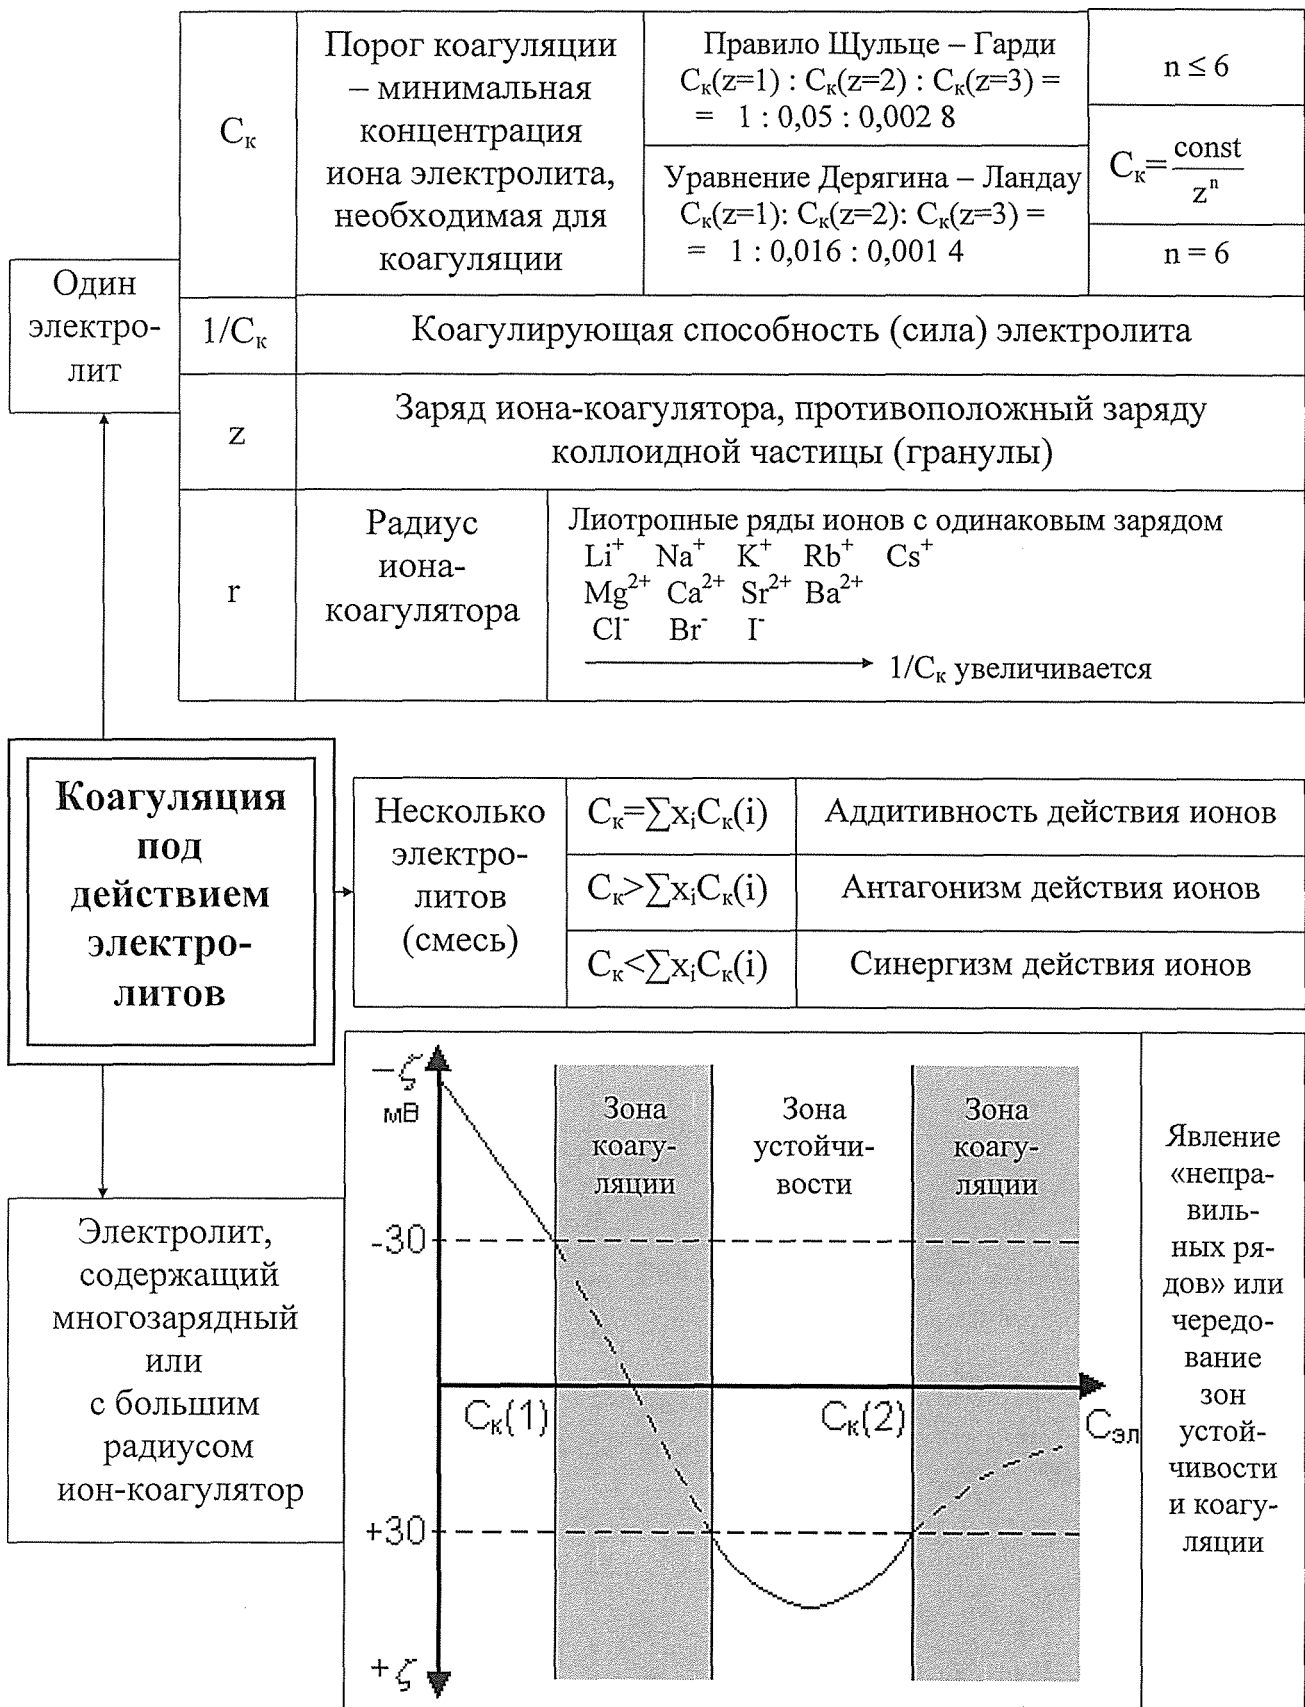 Один
электро-
лит
Cк
Порог коагуляции
– минимальная
концентрация
иона электролита,
необходимая для
коагуляции
Правило Щульце – Гарди
Cк(z=1) : Cк(z=2) : Cк(z=3) =
= 1 : 0,05 : 0,002 8
Уравнение Дерягина – Ландау
Cк(z=1): Cк(z=2): Cк(z=3) =
= 1 : 0,016 : 0,001 4
n ≤ 6
Cк= const/zⁿ
n = 6
1/Cк
Коагулирующая способность (сила) электролита
z
Заряд иона-коагулятора, противоположный заряду
коллоидной частицы (гранулы)
r
Радиус
иона-
коагулятора
Лиотропные ряды ионов с одинаковым зарядом
Li⁺ Na⁺ K⁺ Rb⁺ Cs⁺
Mg²⁺ Ca²⁺ Sr²⁺ Ba²⁺
Cl⁻ Br⁻ I⁻
1/Cк увеличивается
Коагуляция
под
действием
электро-
литов
Несколько
электро-
литов
(смесь)
Cк=∑xᵢCк(i)
Аддитивность действия ионов
Cк>∑xᵢCк(i)
Антагонизм действия ионов
Cк<∑xᵢCк(i)
Синергизм действия ионов
Электролит,
содержащий
многозарядный
или
с большим
радиусом
ион-коагулятор
−ζ
мВ
Зона
коагу-
ляции
Зона
устойчи-
вости
Зона
коагу-
ляции
-30
Cк(1)
Cк(2)
Cэл
+30
+ζ
Явление
«непра-
виль-
ных ря-
дов» или
чередо-
вание
зон
устой-
чивости
и коагу-
ляции